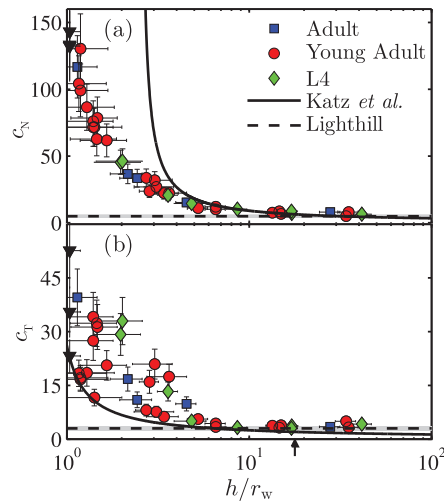 150
100
50
0
c_N
(a)
Adult
Young Adult
L4
Katz et al.
Lighthill
45
30
15
0
c_T
(b)
10^0
10^1
10^2
h/r_w